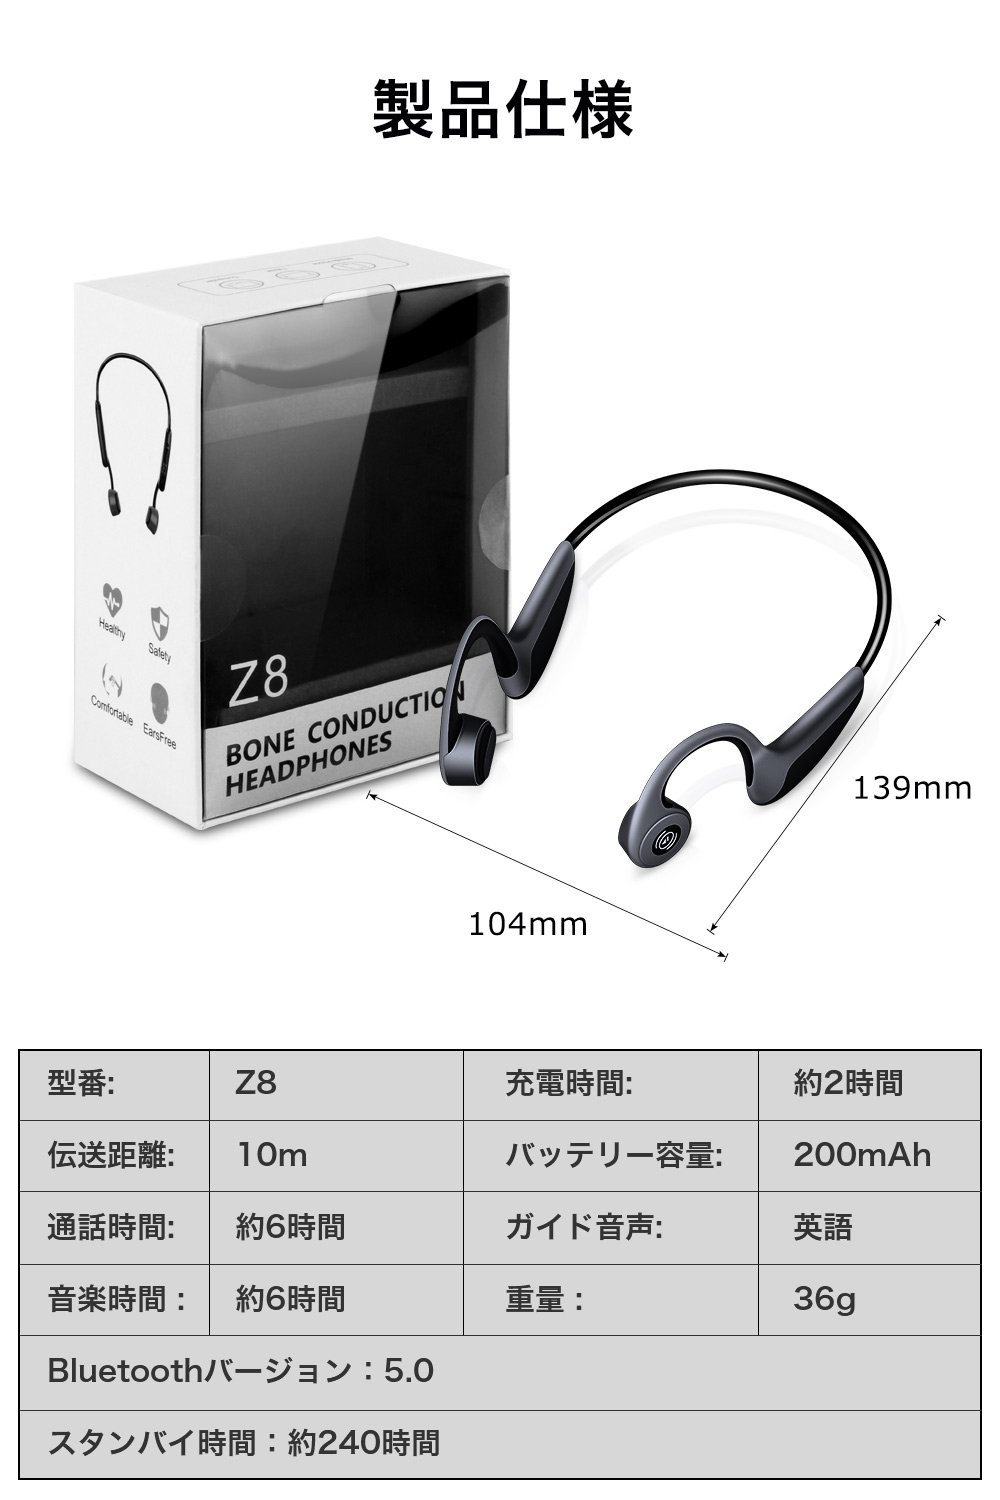 製品仕様
Healthy
Safety
Comfortable
EarsFree
Z8
BONE CONDUCTION
HEADPHONES
139mm
104mm
型番: Z8 充電時間: 約2時間
伝送距離: 10m バッテリー容量: 200mAh
通話時間: 約6時間 ガイド音声: 英語
音楽時間 : 約6時間 重量 : 36g
Bluetoothバージョン：5.0
スタンバイ時間：約240時間